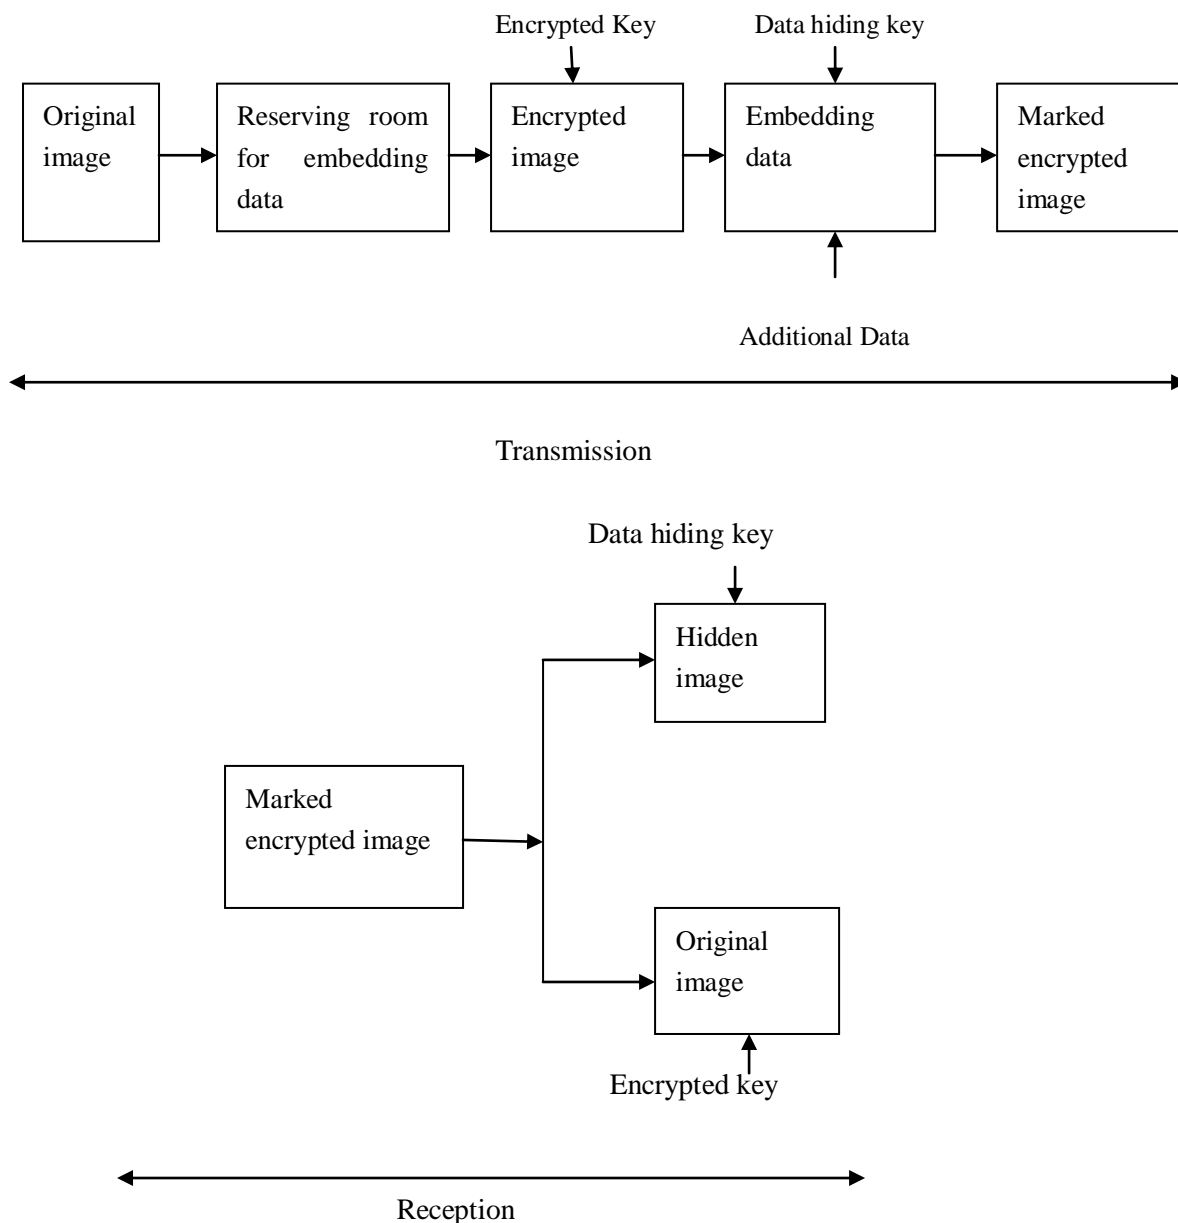 Encrypted Key
Data hiding key
Original
image
Reserving room
for embedding
data
Encrypted
image
Embedding
data
Marked
encrypted
image
Additional Data
Transmission
Data hiding key
Hidden
image
Marked
encrypted image
Original
image
Encrypted key
Reception